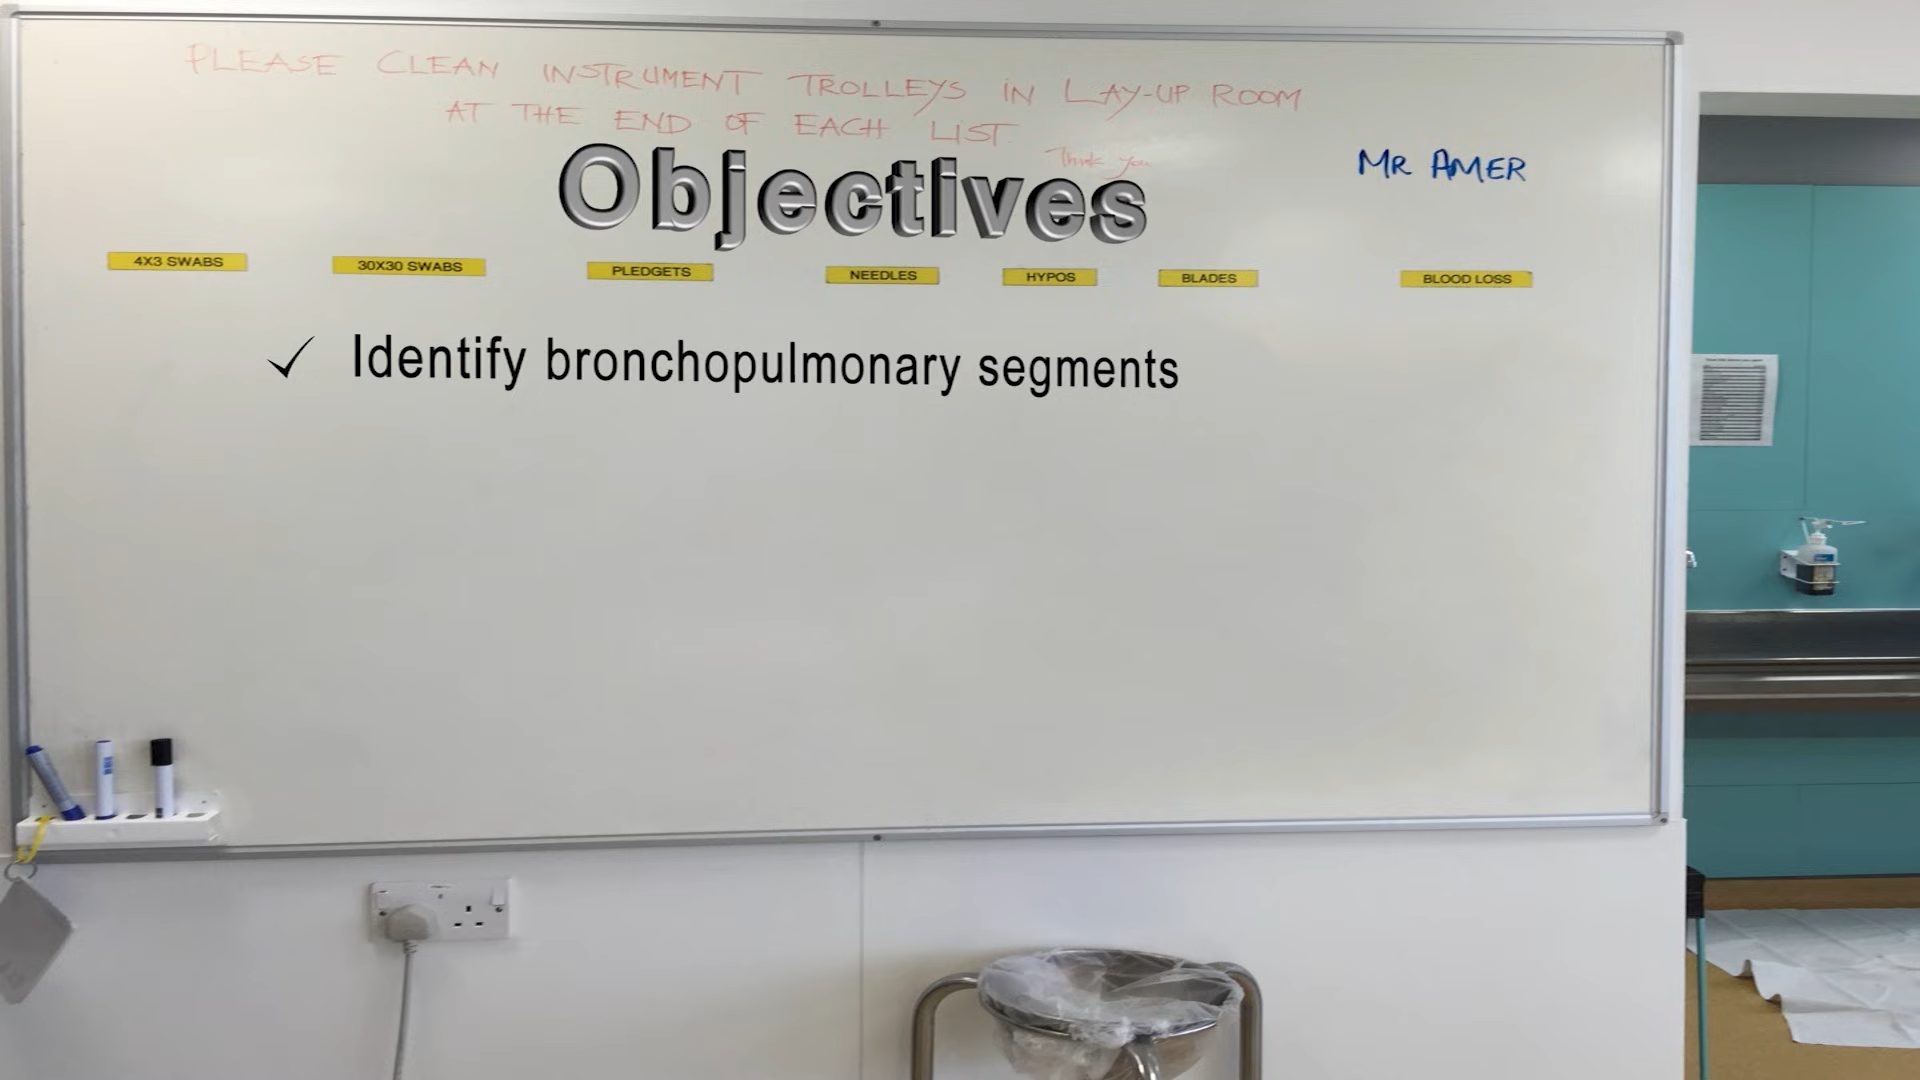 PLEASE CLEAN INSTRUMENT TROLLEYS IN LAY-UP ROOM
AT THE END OF EACH LIST.
Thank you
MR AMER
Objectives
4X3 SWABS
30X30 SWABS
PLEDGETS
NEEDLES
HYPOS
BLADES
BLOOD LOSS
✓ Identify bronchopulmonary segments